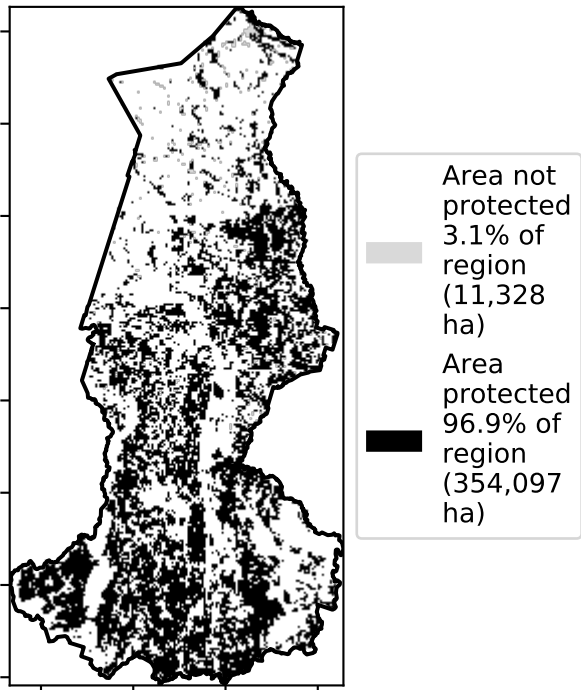 Area not
protected
3.1% of
region
(11,328
ha)
Area
protected
96.9% of
region
(354,097
ha)